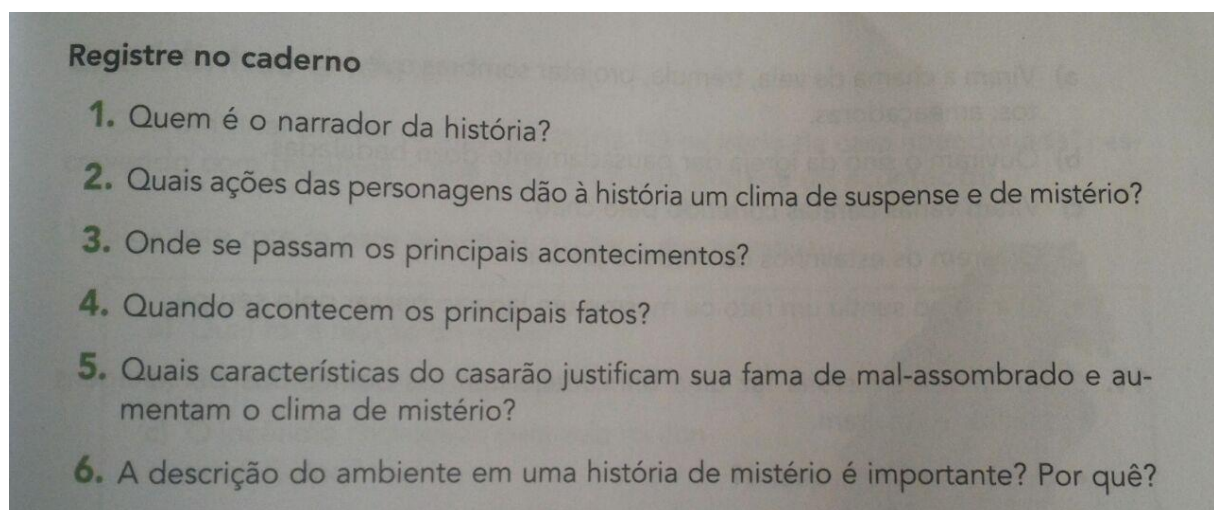 Registre no caderno
1. Quem é o narrador da história?
2. Quais ações das personagens dão à história um clima de suspense e de mistério?
3. Onde se passam os principais acontecimentos?
4. Quando acontecem os principais fatos?
5. Quais características do casarão justificam sua fama de mal-assombrado e au-
mentam o clima de mistério?
6. A descrição do ambiente em uma história de mistério é importante? Por quê?